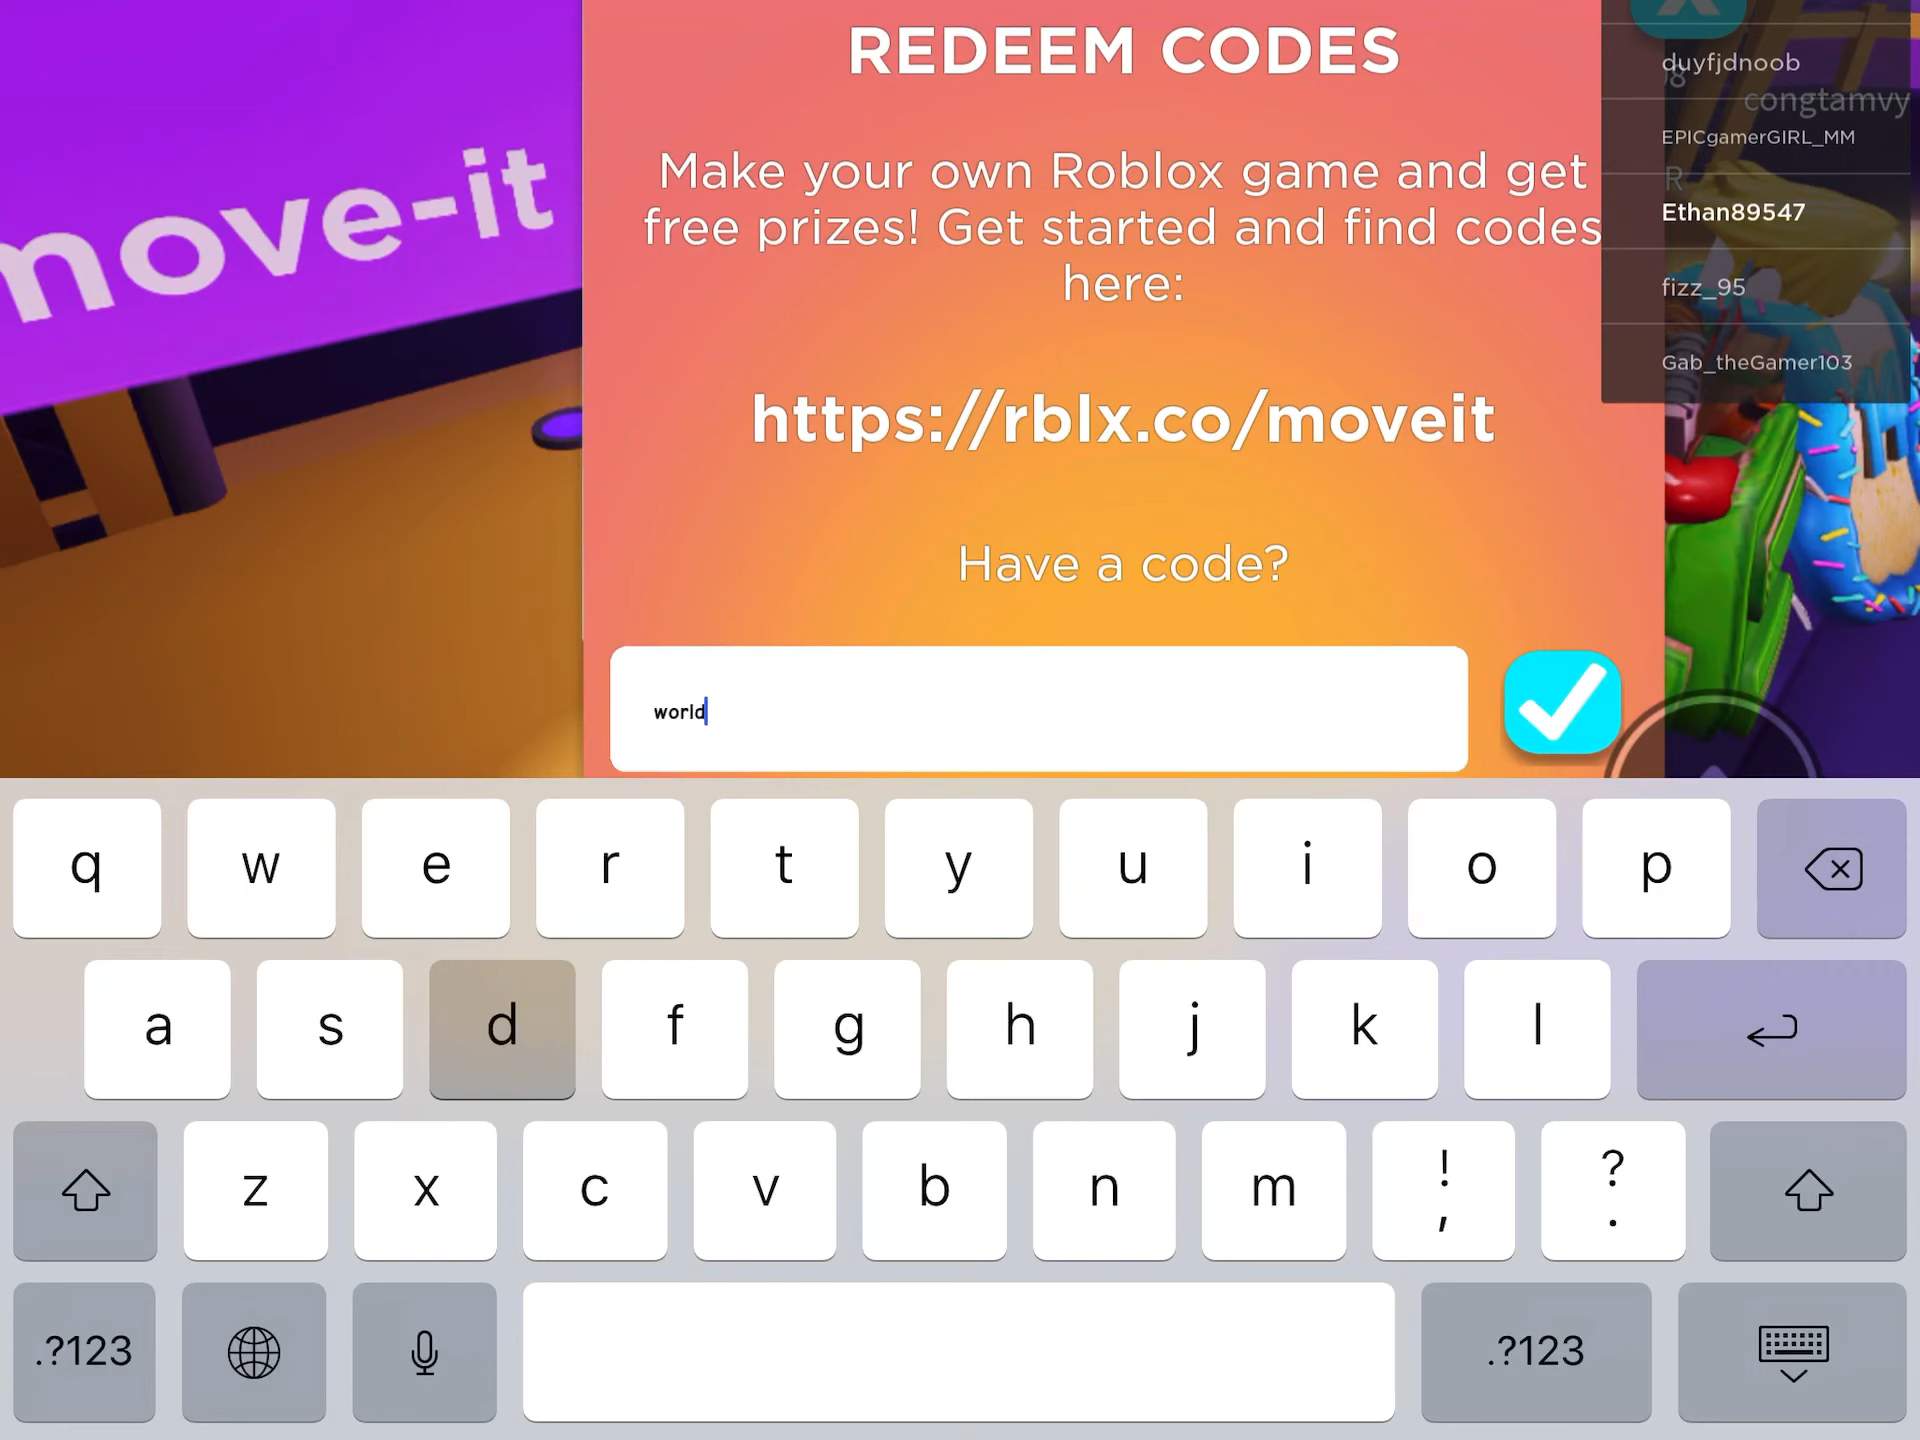 move-it
REDEEM CODES
Make your own Roblox game and get
free prizes! Get started and find codes
here:
https://rblx.co/moveit
Have a code?
world
duyfjdnoob
congtamvy
EPICgamerGIRL_MM
R
Ethan89547
fizz_95
Gab_theGamer103
q w e r t y u i o p
a s d f g h j k l
z x c v b n m ! , ? .
.?123 .?123